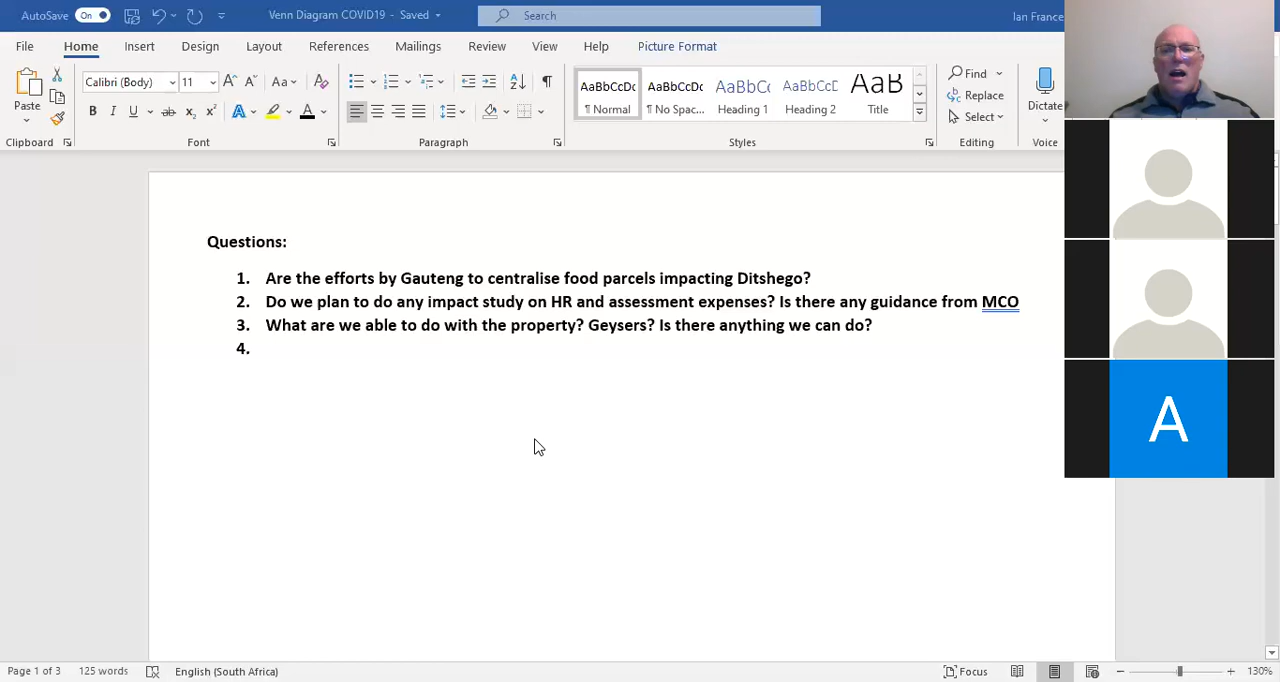 AutoSave On Venn Diagram COVID19 - Saved Search Ian France
File Home Insert Design Layout References Mailings Review View Help Picture Format
Paste Calibri (Body) 11 Aa AaBbCcDc AaBbCcDc AaBbCc AaBbCcD AaB Find
B I U ab x₂ x² A A ¶ Normal ¶ No Spac... Heading 1 Heading 2 Title Replace Dictate
Select
Clipboard Font Paragraph Styles Editing Voice
Questions:
1. Are the efforts by Gauteng to centralise food parcels impacting Ditshego?
2. Do we plan to do any impact study on HR and assessment expenses? Is there any guidance from MCO
3. What are we able to do with the property? Geysers? Is there anything we can do?
4.
A
Page 1 of 3 125 words English (South Africa) Focus 130%